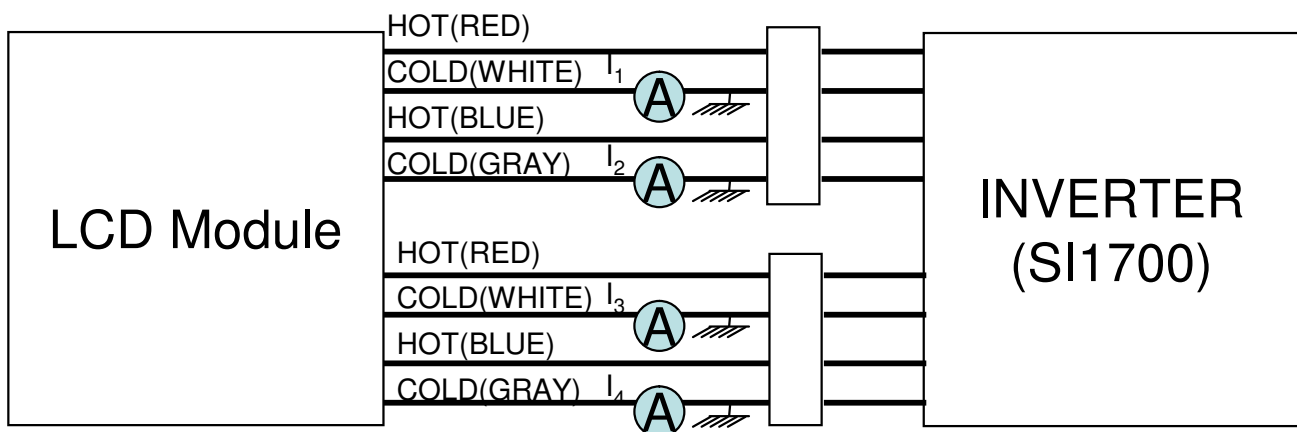 HOT(RED)
COLD(WHITE) I1
A
HOT(BLUE)
COLD(GRAY) I2
A
LCD Module
INVERTER
(SI1700)
HOT(RED)
COLD(WHITE) I3
A
HOT(BLUE)
COLD(GRAY) I4
A